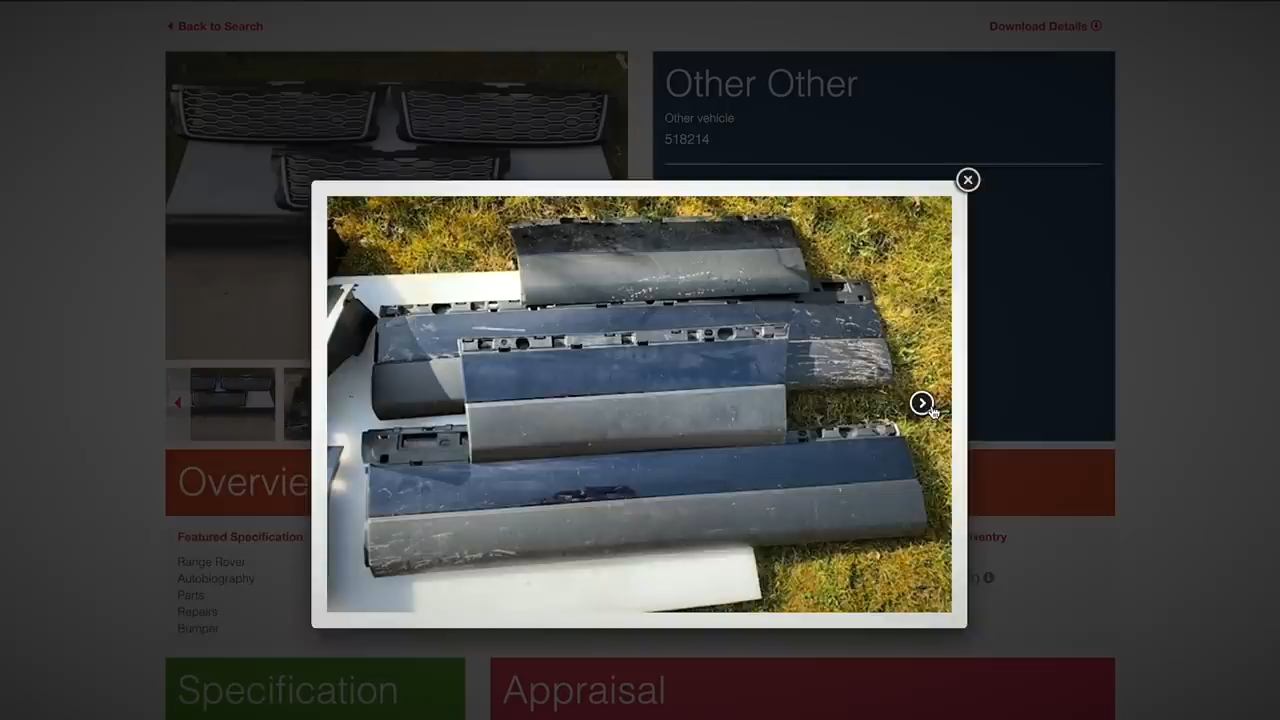 Back to Search
Download Details
Other Other
Other vehicle
518214
Overvie
Featured Specification
Range Rover
Autobiography
Parts
Repairs
Bumper
Specification
Appraisal